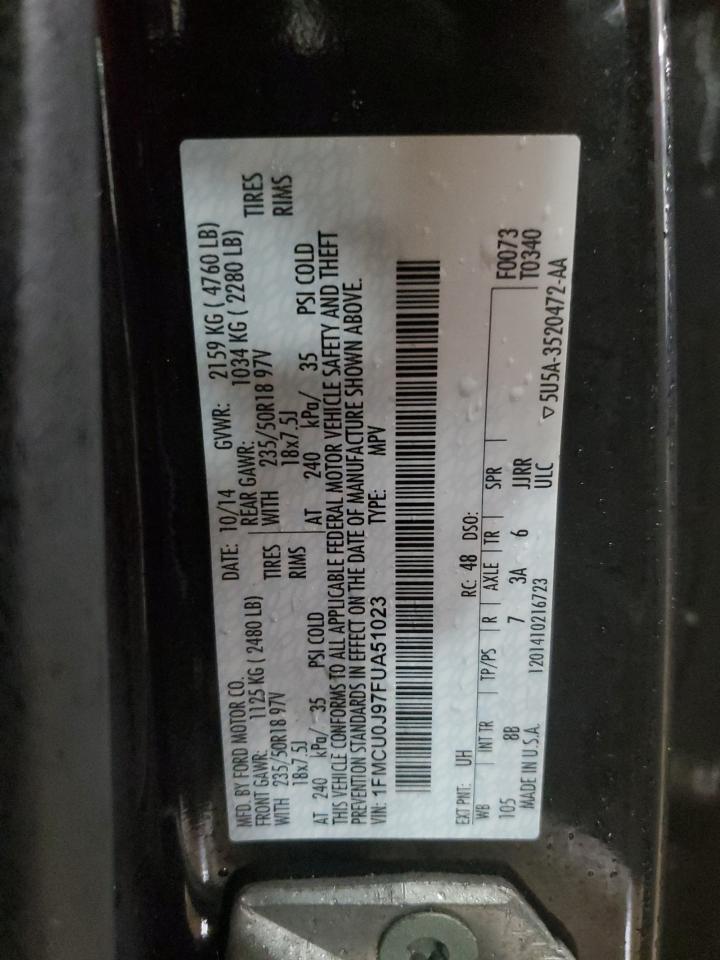 MFD. BY FORD MOTOR CO.
DATE: 10/14 GVWR: 2159 KG ( 4760 LB)
FRONT GAWR: 1125 KG ( 2480 LB) REAR GAWR: 1034 KG ( 2280 LB)
WITH 235/50R18 97V TIRES WITH 235/50R18 97V TIRES
18x7.5J RIMS 18x7.5J RIMS
AT 240 kPa/ 35 PSI COLD AT 240 kPa/ 35 PSI COLD
THIS VEHICLE CONFORMS TO ALL APPLICABLE FEDERAL MOTOR VEHICLE SAFETY AND THEFT
PREVENTION STANDARDS IN EFFECT ON THE DATE OF MANUFACTURE SHOWN ABOVE.
VIN: 1FMCU0J97FUA51023 TYPE: MPV
EXT PNT: UH RC: 48 DSO:
WB INT TR TP/PS R AXLE TR SPR F0073
105 8B 7 3A 6 JJRR T0340
MADE IN U.S.A. 1201410216723 ULC
▽5U5A-3520472-AA